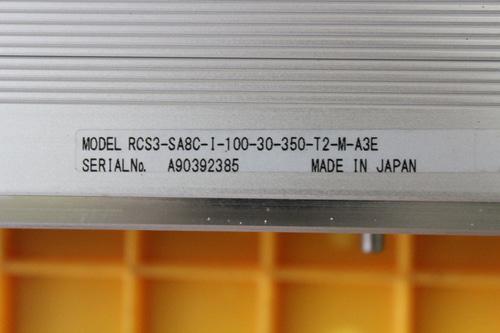 MODEL RCS3-SA8C-I-100-30-350-T2-M-A3E
SERIALNo. A90392385 MADE IN JAPAN